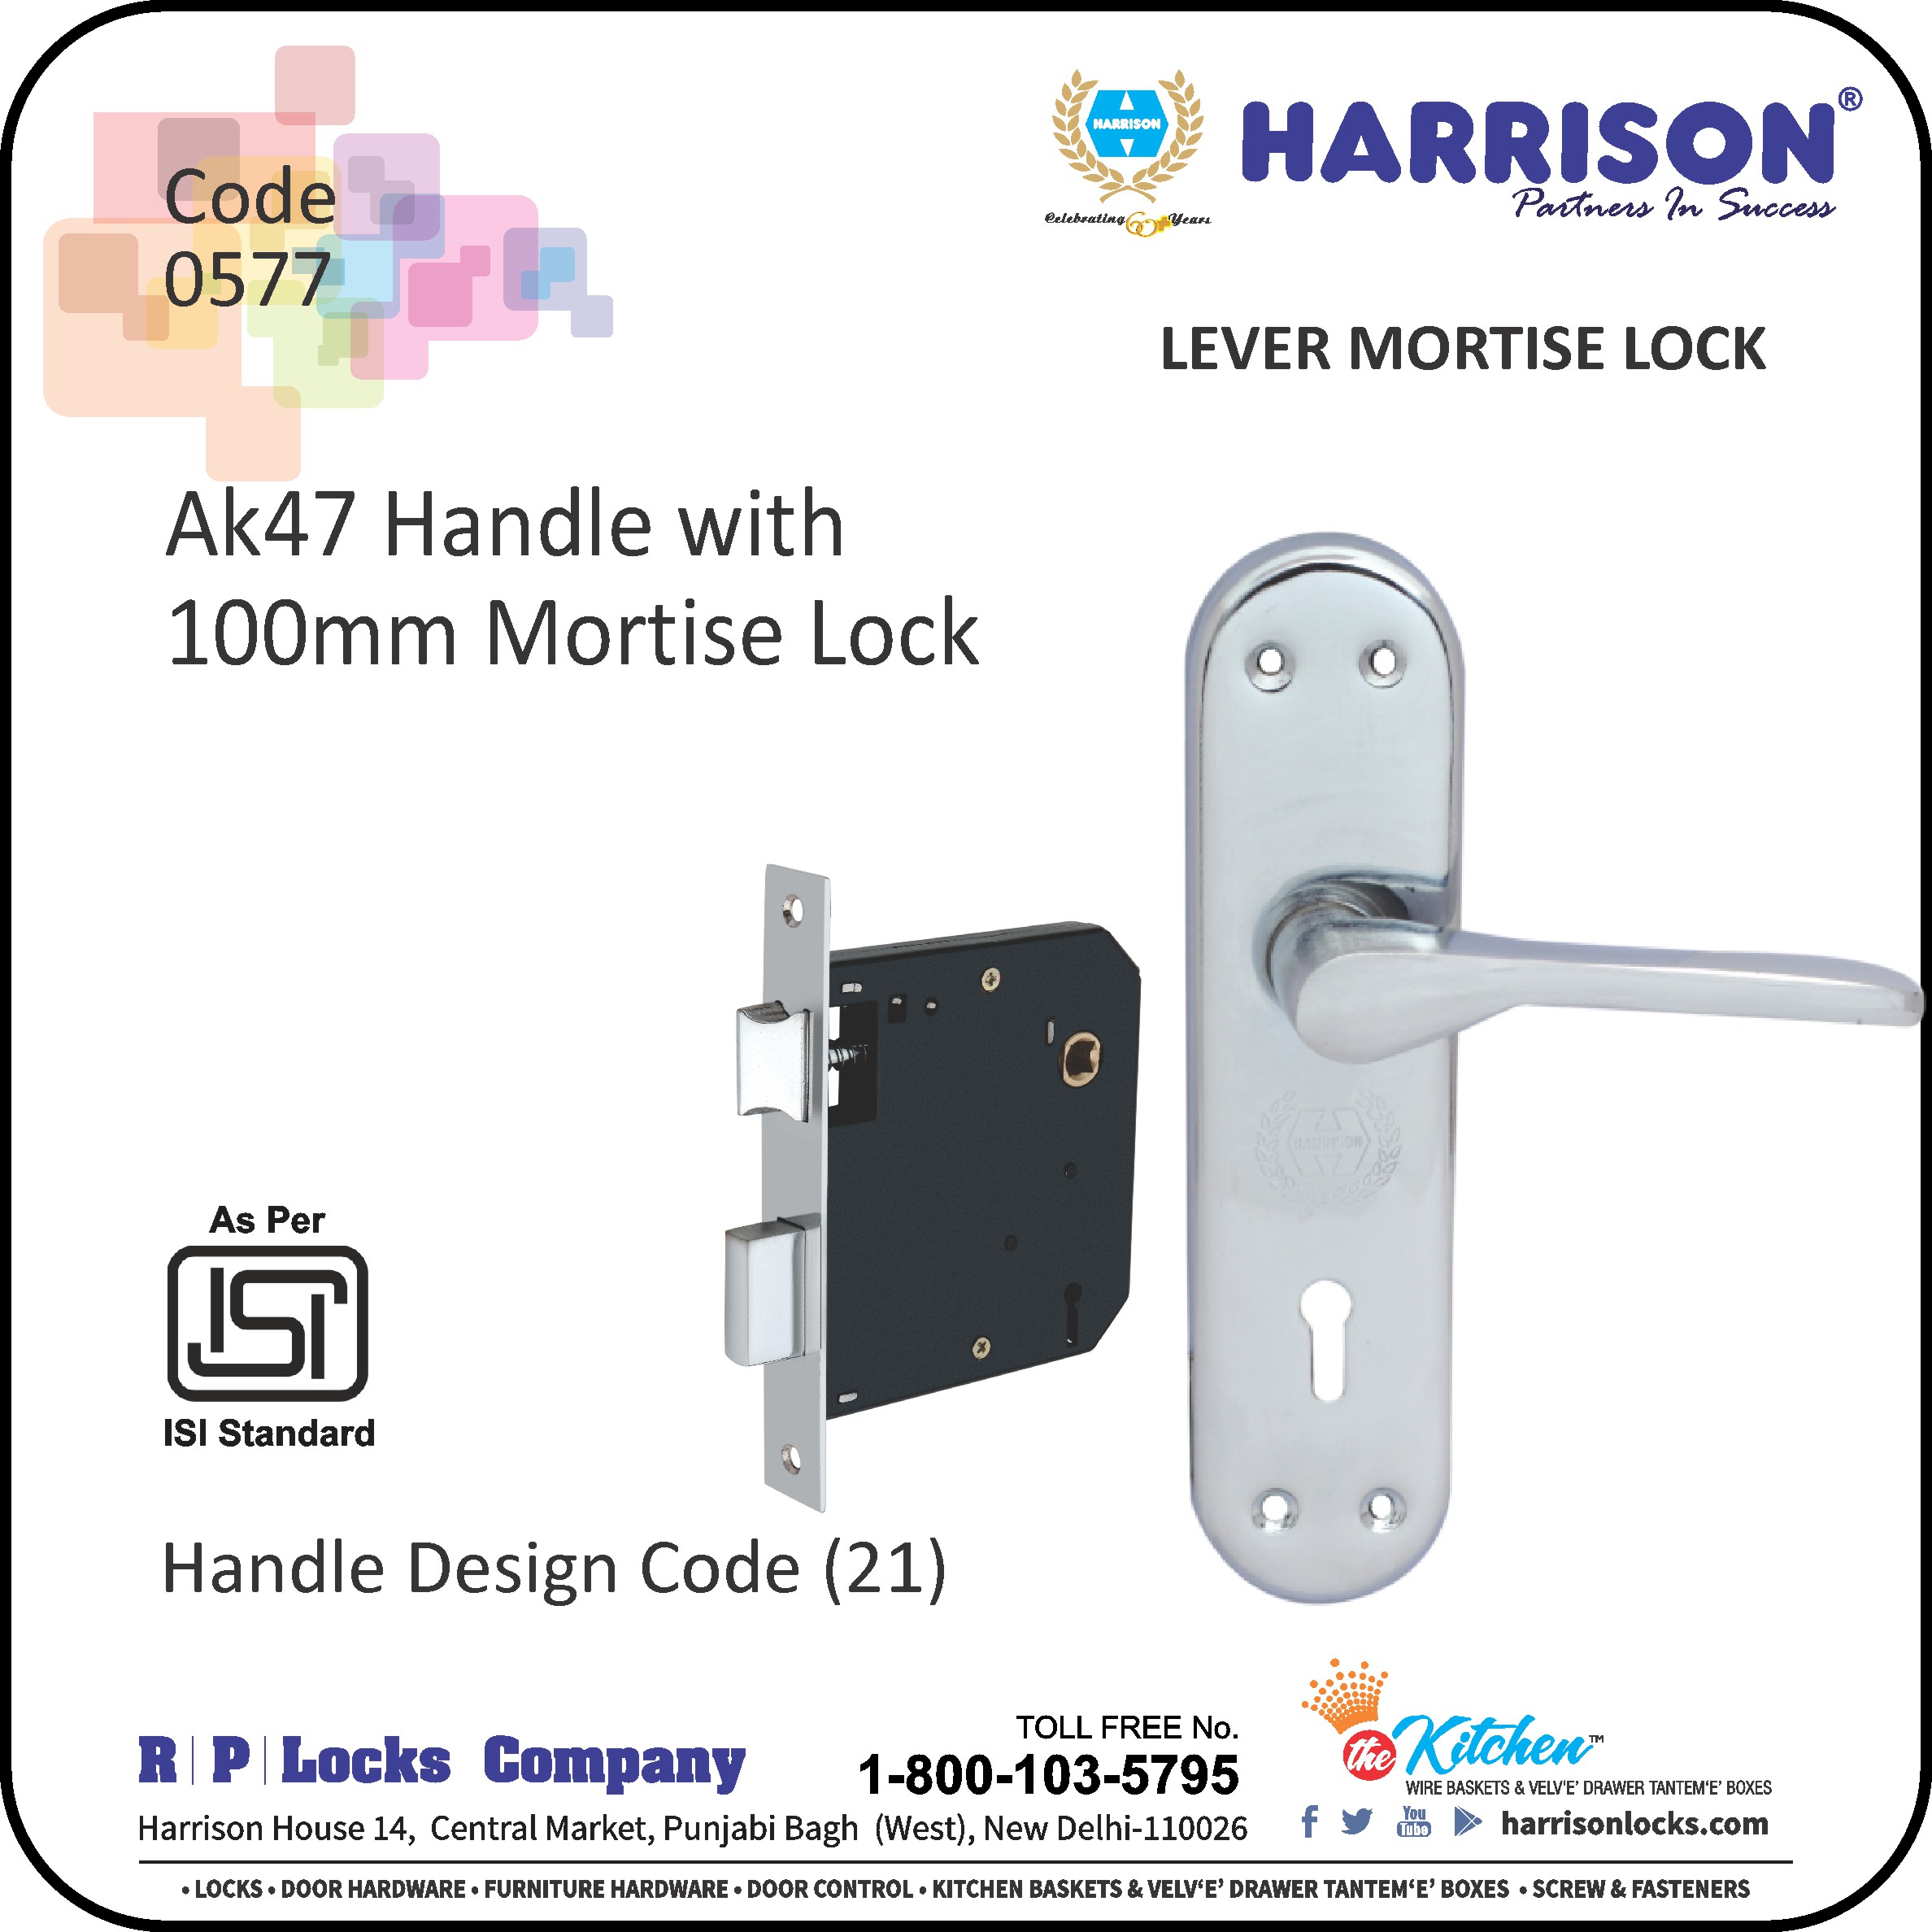 Code
0577
HARRISON
Celebrating 60+ Years
HARRISON®
Partners In Success
LEVER MORTISE LOCK
Ak47 Handle with
100mm Mortise Lock
HARRISON
As Per
ISI
ISI Standard
Handle Design Code (21)
R|P|Locks Company
TOLL FREE No.
1-800-103-5795
Harrison House 14, Central Market, Punjabi Bagh (West), New Delhi-110026
the Kitchen™
WIRE BASKETS & VELV'E' DRAWER TANTEM'E' BOXES
You
Tube
harrisonlocks.com
• LOCKS • DOOR HARDWARE • FURNITURE HARDWARE • DOOR CONTROL • KITCHEN BASKETS & VELV‘E’ DRAWER TANTEM‘E’ BOXES • SCREW & FASTENERS